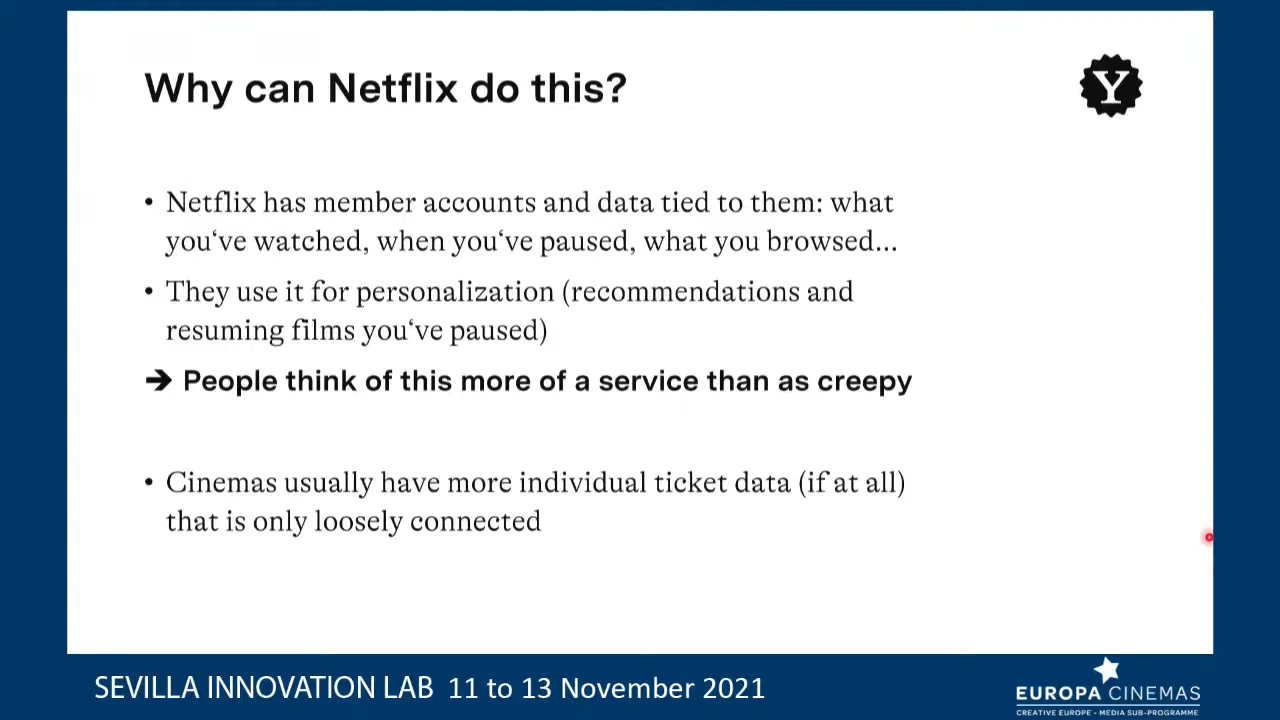 Why can Netflix do this?
Y
• Netflix has member accounts and data tied to them: what
you‘ve watched, when you‘ve paused, what you browsed...
• They use it for personalization (recommendations and
resuming films you‘ve paused)
➔ People think of this more of a service than as creepy
• Cinemas usually have more individual ticket data (if at all)
that is only loosely connected
SEVILLA INNOVATION LAB 11 to 13 November 2021
EUROPA CINEMAS
CREATIVE EUROPE - MEDIA SUB-PROGRAMME